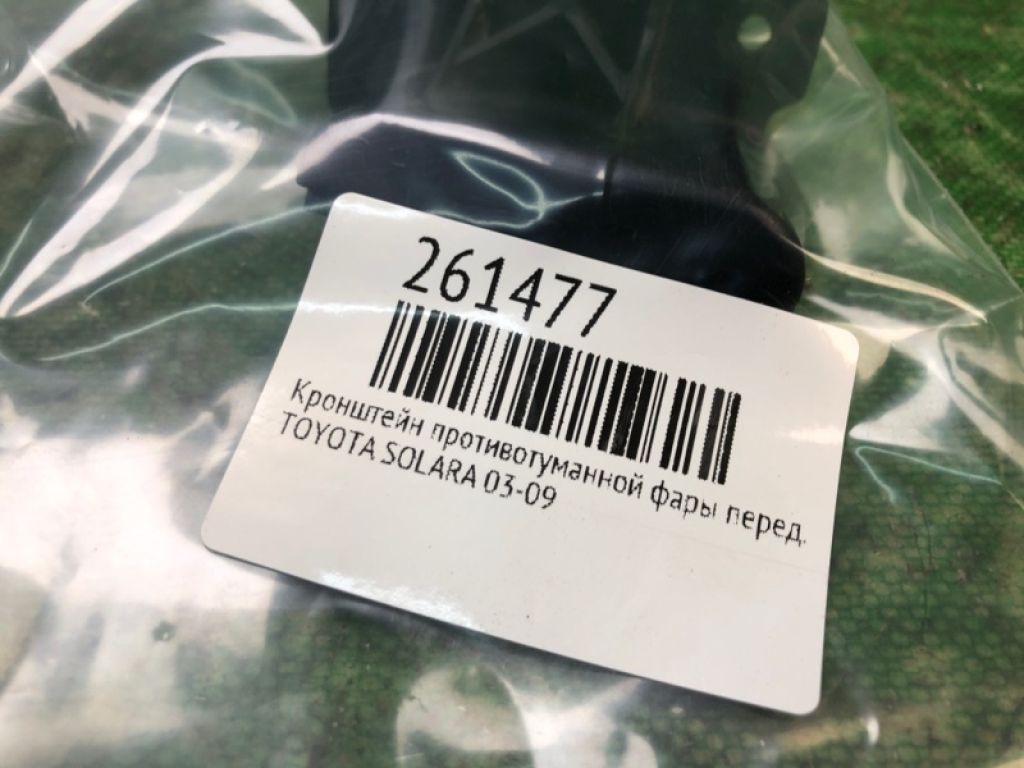 261477
Кронштейн противотуманной фары перед.
TOYOTA SOLARA 03-09